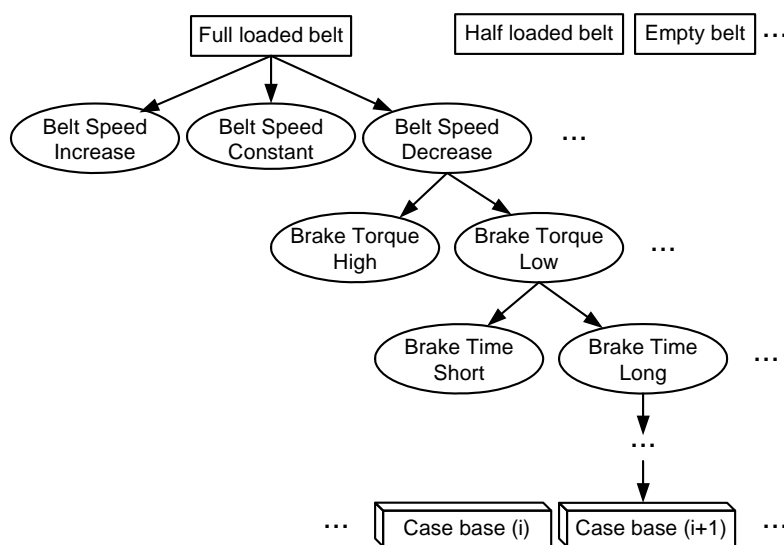 Full loaded belt
Half loaded belt
Empty belt
...
Belt Speed
Increase
Belt Speed
Constant
Belt Speed
Decrease
...
Brake Torque
High
Brake Torque
Low
...
Brake Time
Short
Brake Time
Long
...
...
...
Case base (i)
Case base (i+1)
...